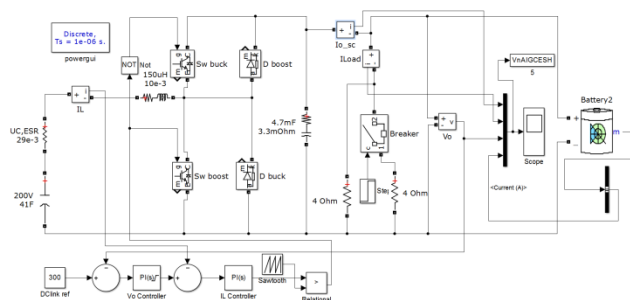 Discrete,
Ts = 1e-06 s.
powergui
NOT
Not
150uH
10e-3
Sw buck
D boost
Io_sc
ILoad
VnAIGCESH
5
IL
UC,ESR
29e-3
4.7mF
3.3mOhm
Breaker
Vo
Scope
Battery2
m
200V
41F
Sw boost
D buck
4 Ohm
Step
4 Ohm
<Current (A)>
300
DClink ref
PI(s)
Vo Controller
PI(s)
IL Controller
Sawtooth
>
Relational